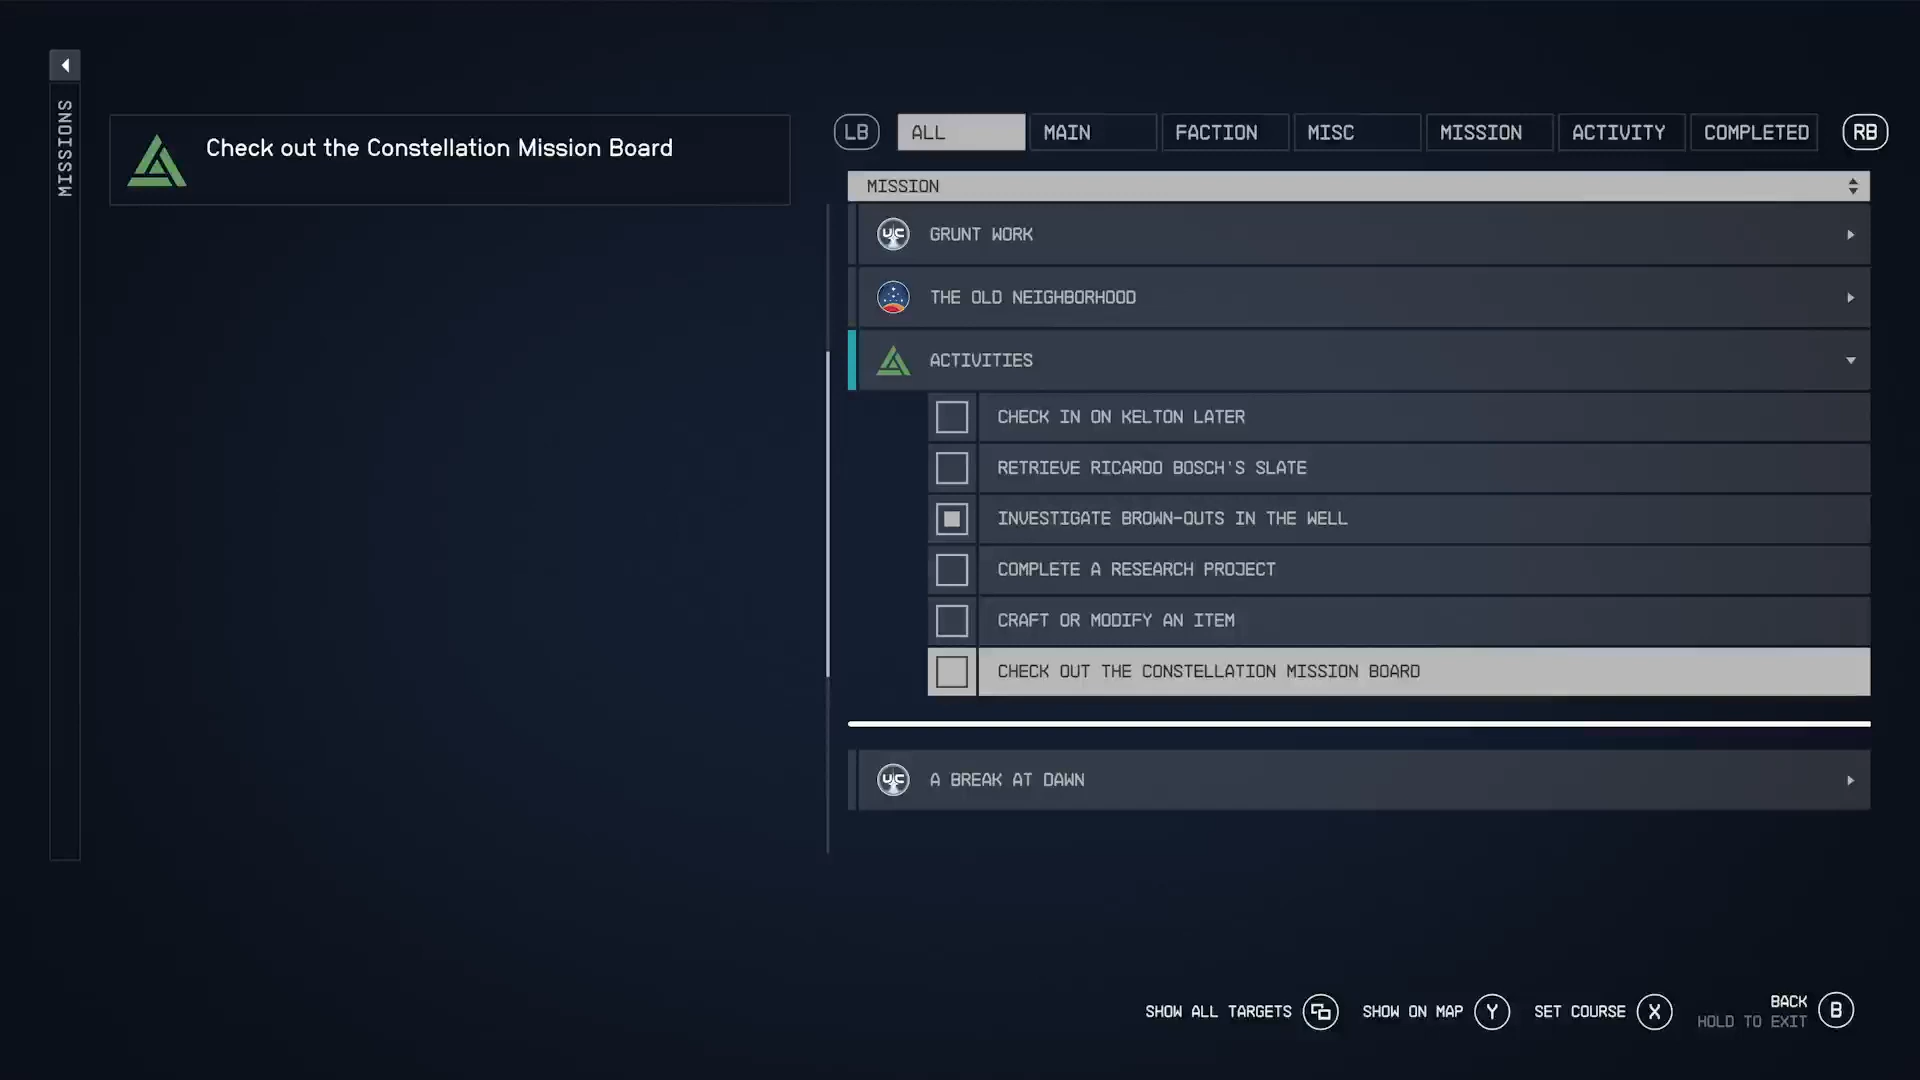 MISSIONS
Check out the Constellation Mission Board
LB ALL MAIN FACTION MISC MISSION ACTIVITY COMPLETED RB
MISSION
UC GRUNT WORK
THE OLD NEIGHBORHOOD
ACTIVITIES
CHECK IN ON KELTON LATER
RETRIEVE RICARDO BOSCH'S SLATE
INVESTIGATE BROWN-OUTS IN THE WELL
COMPLETE A RESEARCH PROJECT
CRAFT OR MODIFY AN ITEM
CHECK OUT THE CONSTELLATION MISSION BOARD
UC A BREAK AT DAWN
SHOW ALL TARGETS SHOW ON MAP Y SET COURSE X BACK B
HOLD TO EXIT